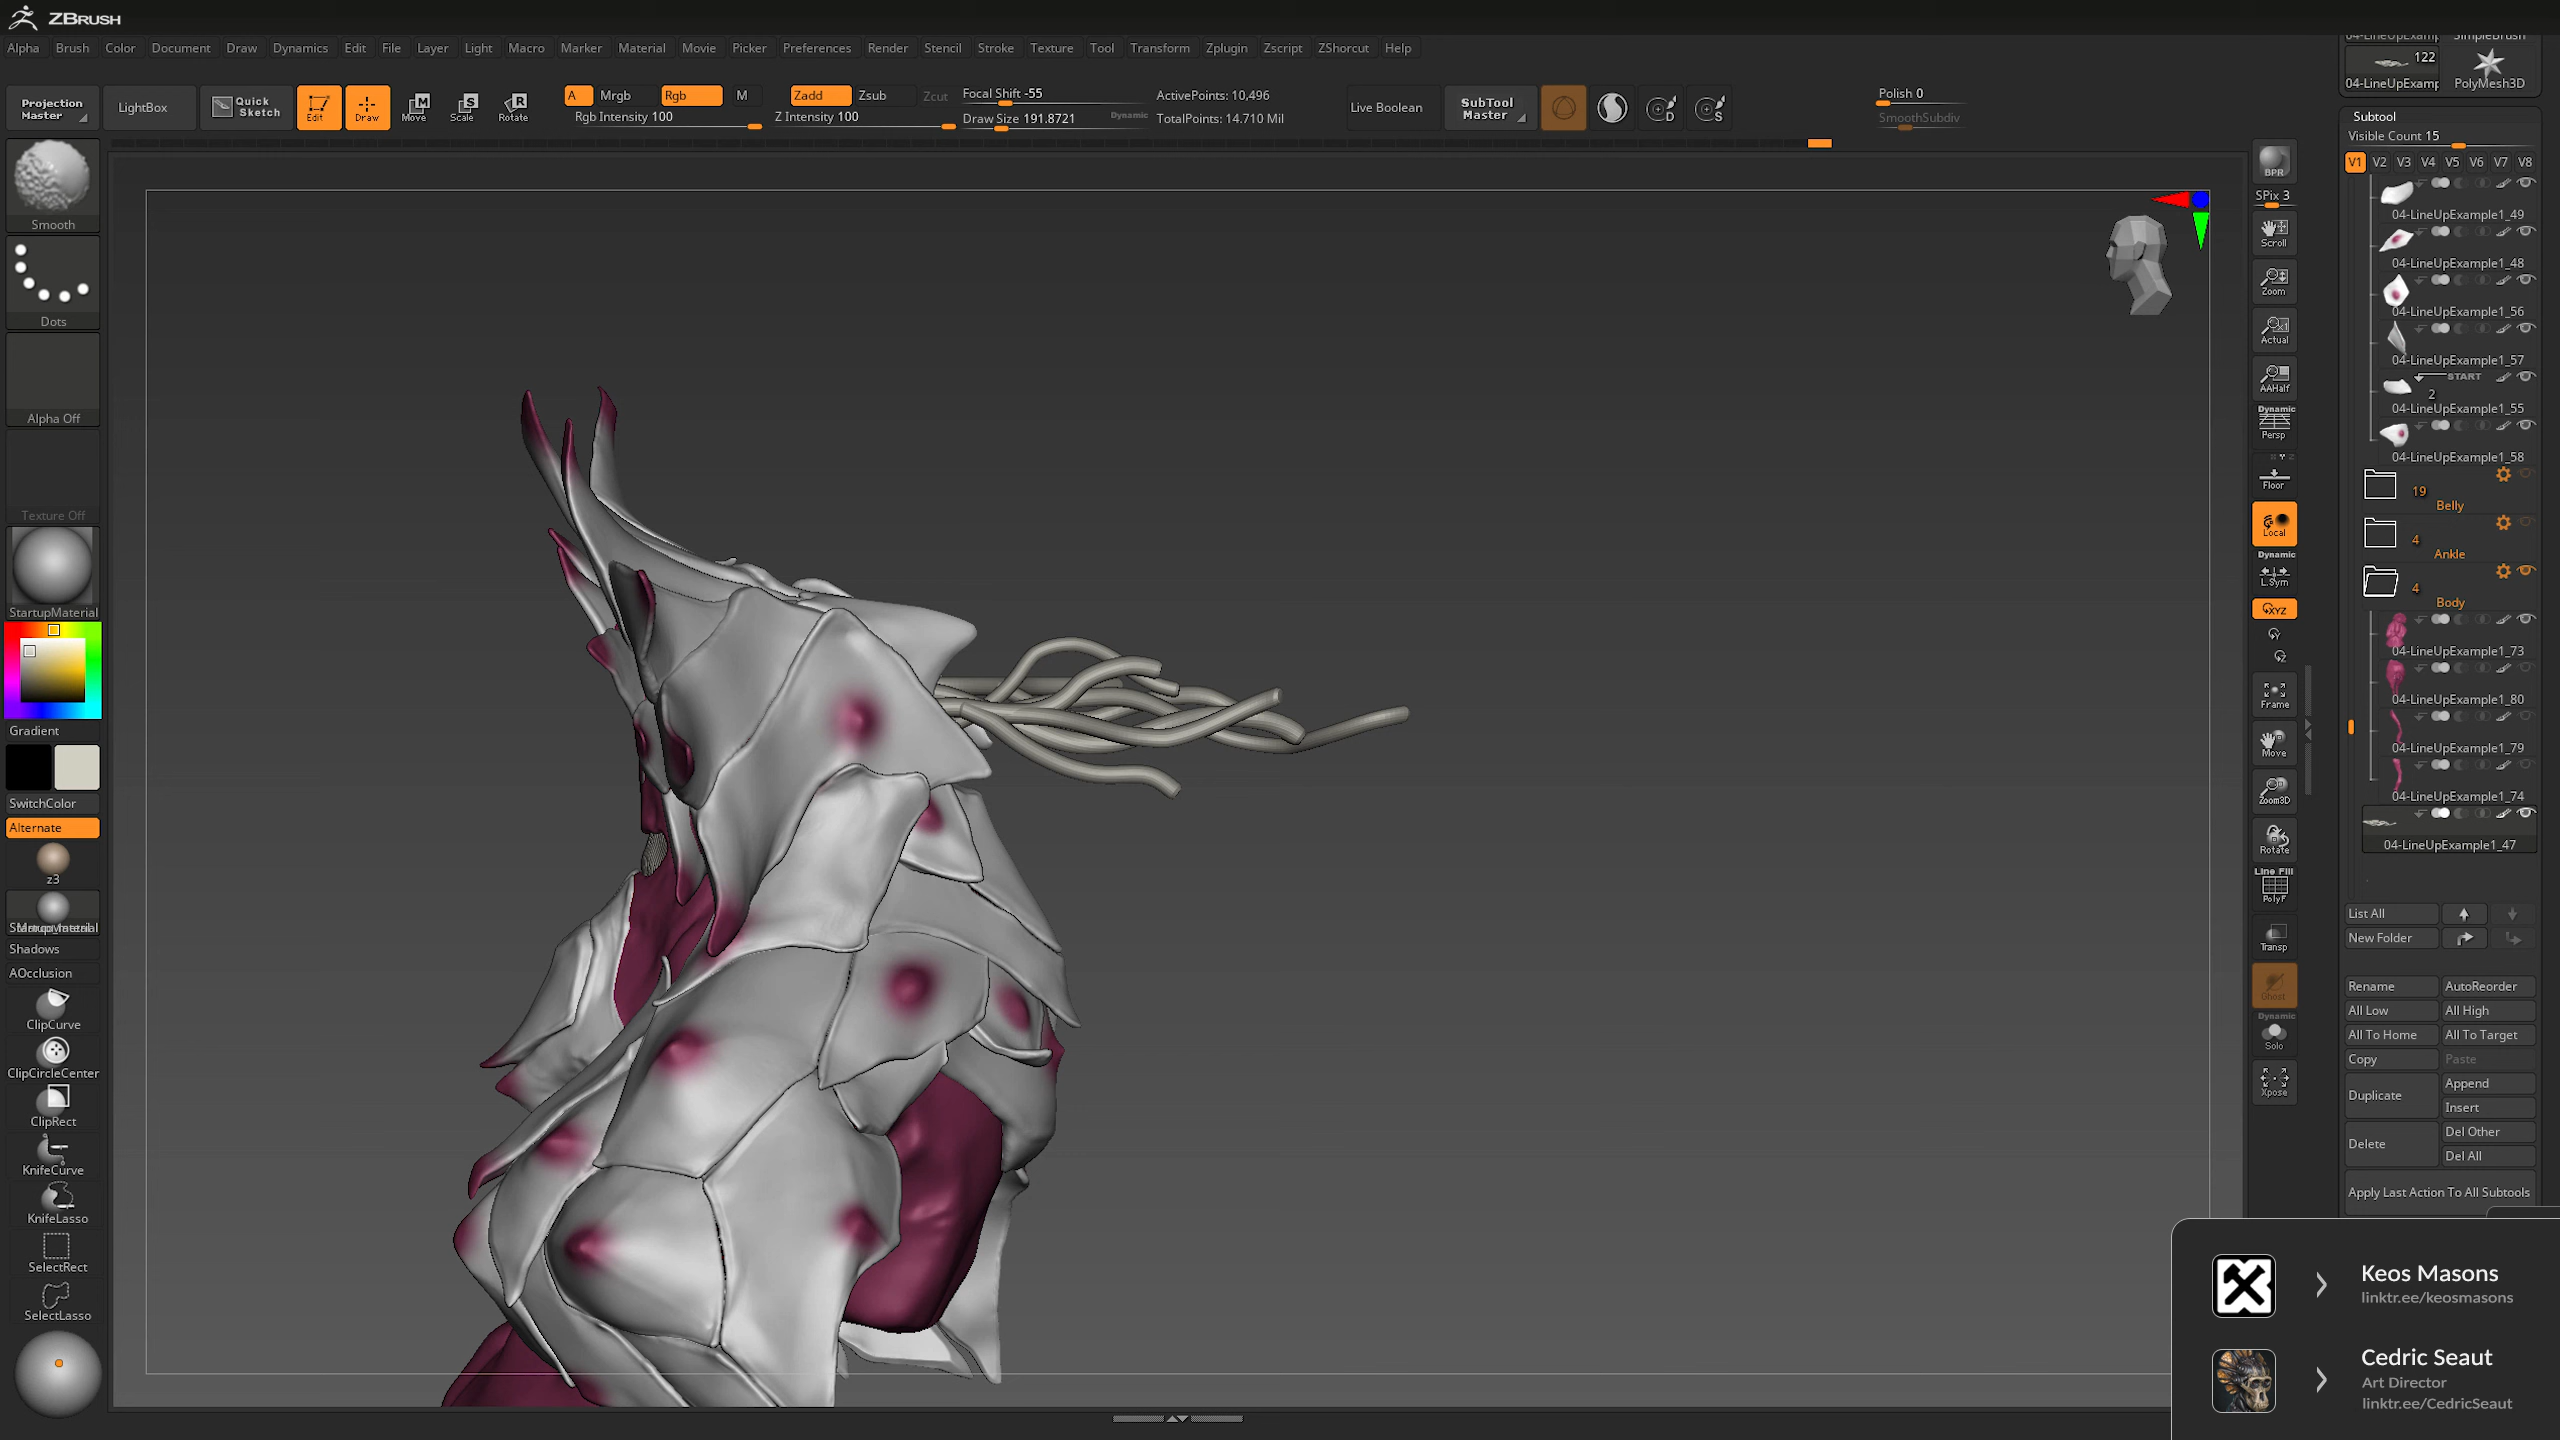 ZBRUSH
Alpha Brush Color Document Draw Dynamics Edit File Layer Light Macro Marker Material Movie Picker Preferences Render Stencil Stroke Texture Tool Transform Zplugin Zscript ZShorcut Help
Projection Master
LightBox
Quick Sketch
Edit
Draw
Move
Scale
Rotate
A Mrgb Rgb M
Rgb Intensity 100
Zadd Zsub Zcut
Z Intensity 100
Focal Shift -55
Draw Size 191.8721
Dynamic
ActivePoints: 10,496
TotalPoints: 14.710 Mil
Live Boolean
SubTool Master
Polish 0
SmoothSubdiv
Smooth
Dots
Alpha Off
Texture Off
StartupMaterial
Gradient
SwitchColor
Alternate
z3
Shadows
AOcclusion
ClipCurve
ClipCircleCenter
ClipRect
KnifeCurve
KnifeLasso
SelectRect
SelectLasso
BPR
SPix 3
Scroll
Zoom
Actual
AAHalf
Dynamic
Persp
Floor
Local
Dynamic
L.Sym
XYZ
Frame
Move
Zoom3D
Rotate
Line Fill
PolyF
Transp
Ghost
Dynamic
Solo
Xpose
122
04-LineUpExamp PolyMesh3D
Subtool
Visible Count 15
V1 V2 V3 V4 V5 V6 V7 V8
04-LineUpExample1_49
04-LineUpExample1_48
04-LineUpExample1_56
04-LineUpExample1_57
START
2
04-LineUpExample1_55
04-LineUpExample1_58
19
Belly
4
Ankle
4
Body
04-LineUpExample1_73
04-LineUpExample1_80
04-LineUpExample1_79
04-LineUpExample1_74
04-LineUpExample1_47
List All
New Folder
Rename AutoReorder
All Low All High
All To Home All To Target
Copy Paste
Duplicate
Append
Insert
Delete
Del Other
Del All
Apply Last Action To All Subtools
Keos Masons
linktr.ee/keosmasons
Cedric Seaut
Art Director
linktr.ee/CedricSeaut